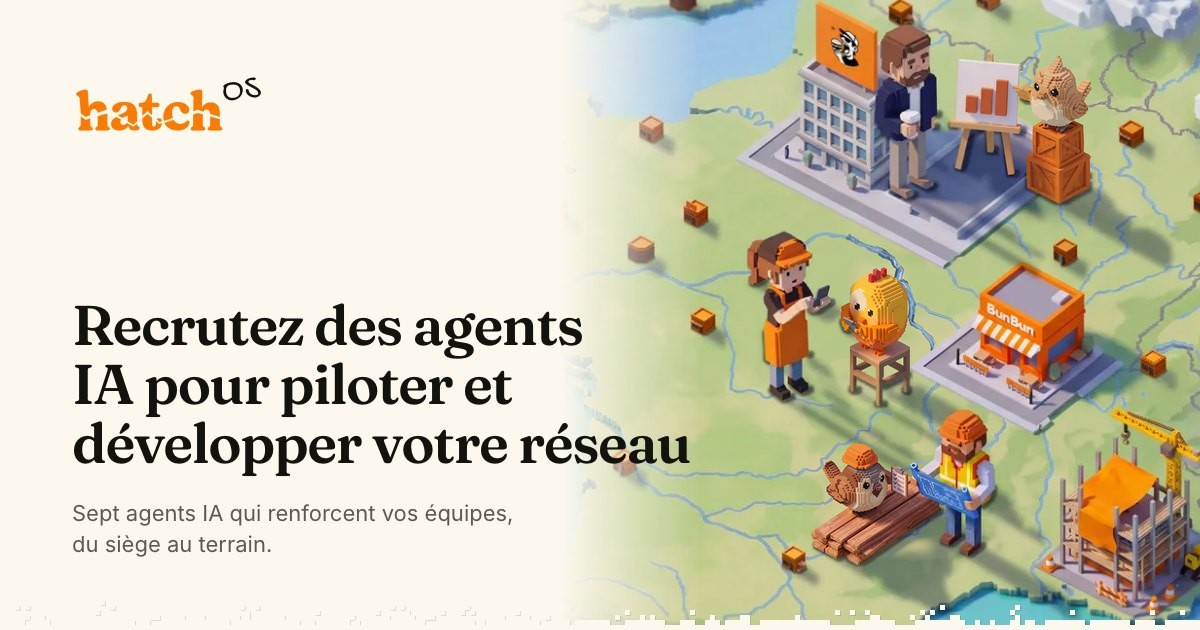 hatch OS
Recrutez des agents
IA pour piloter et
développer votre réseau
Sept agents IA qui renforcent vos équipes,
du siège au terrain.
BunBun